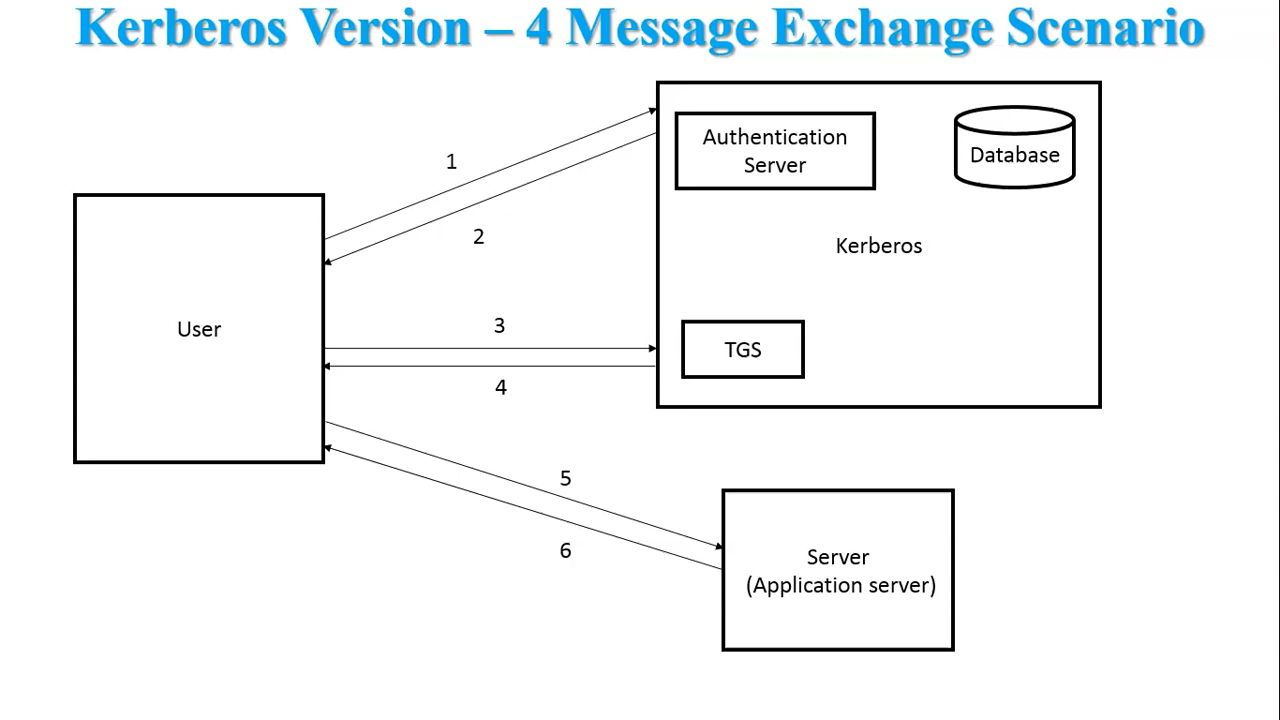 Kerberos Version – 4 Message Exchange Scenario
1
2
3
4
5
6
User
Authentication
Server
Database
Kerberos
TGS
Server
(Application server)